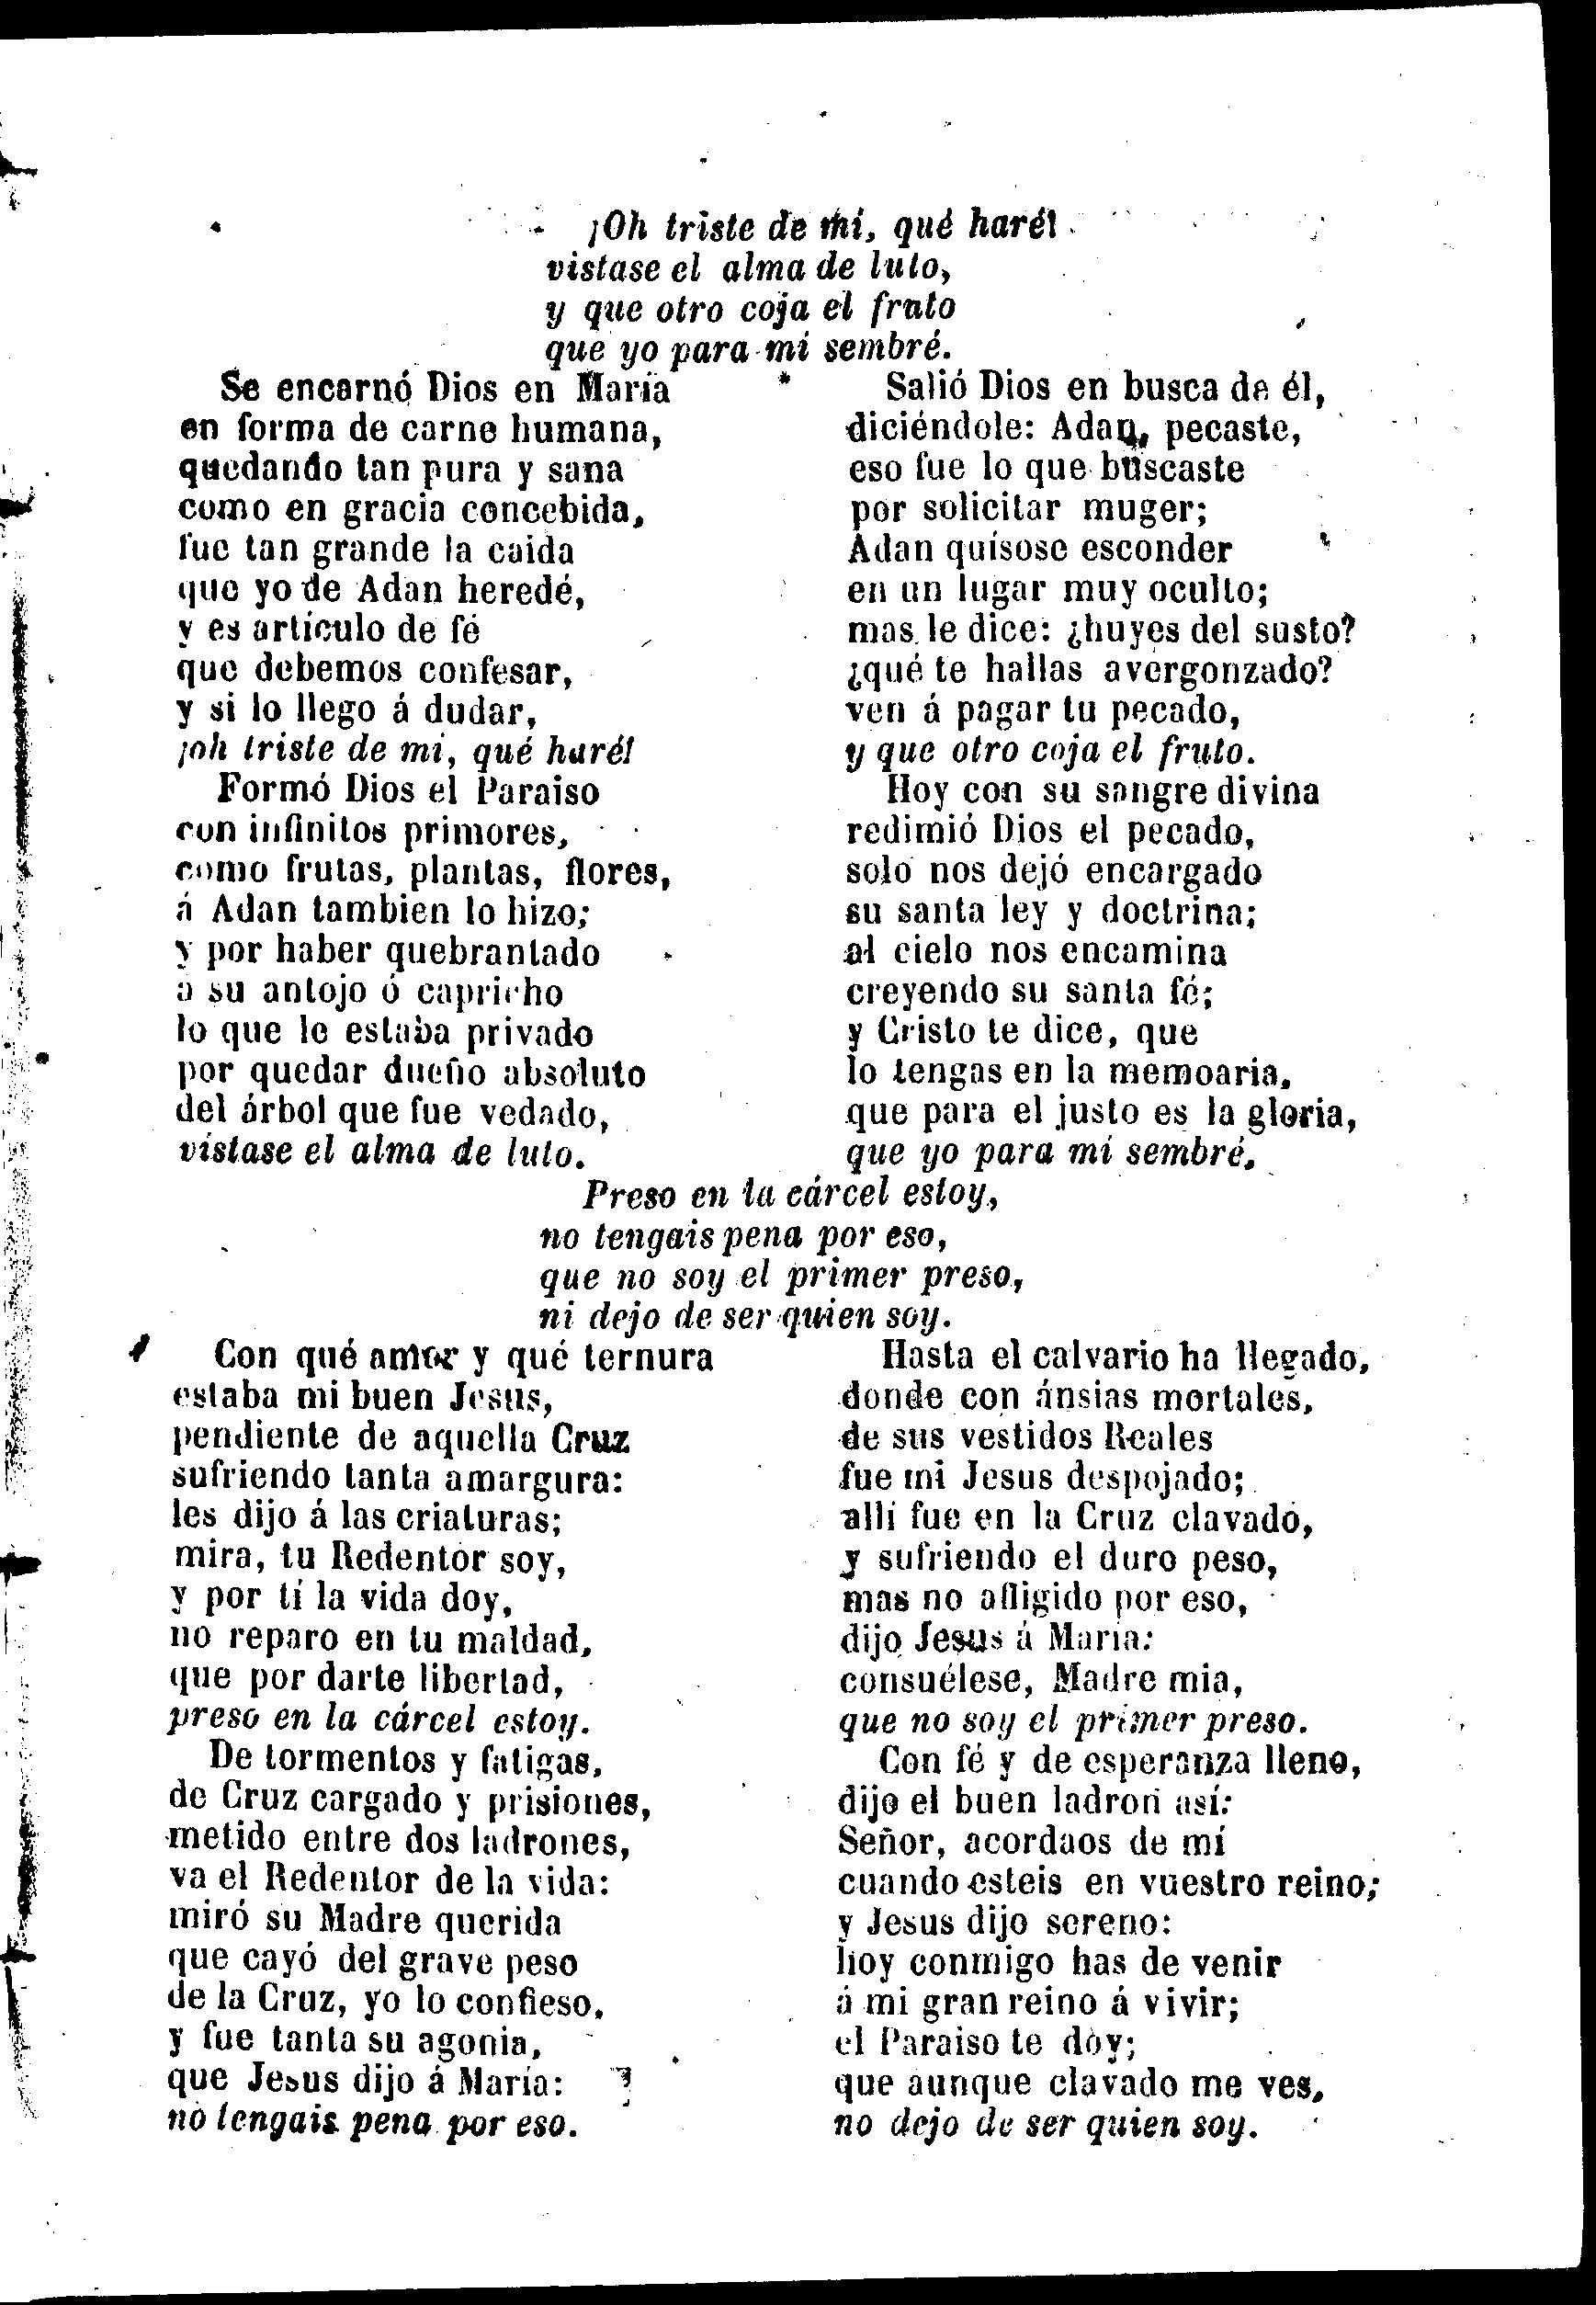 ¡Oh triste de mí, qué haré!
vistase el alma de luto,
y que otro coja el fruto
que yo para mí sembré.
Se encarnó Dios en María
en forma de carne humana,
quedando tan pura y sana
como en gracia concebida,
fue tan grande la caida
que yo de Adan heredé,
y es artículo de fé
que debemos confesar,
y si lo llego á dudar,
¡oh triste de mi, qué haré!
Formó Dios el Paraiso
con infinitos primores,
como frutas, plantas, flores,
á Adan tambien lo hizo;
y por haber quebrantado
á su antojo ó capricho
lo que le estaba privado
por quedar dueño absoluto
del árbol que fue vedado,
vístase el alma de luto.
Salió Dios en busca de él,
diciéndole: Adan, pecaste,
eso fue lo que buscaste
por solicitar muger;
Adan quísose esconder
en un lugar muy oculto;
mas le dice: ¿huyes del susto?
¿qué te hallas avergonzado?
ven á pagar tu pecado,
y que otro coja el fruto.
Hoy con su sangre divina
redimió Dios el pecado,
solo nos dejó encargado
su santa ley y doctrina;
al cielo nos encamina
creyendo su santa fé;
y Cristo te dice, que
lo tengas en la memoaria,
que para el justo es la gloria,
que yo para mí sembré.
Preso en la cárcel estoy,
no tengais pena por eso,
que no soy el primer preso,
ni dejo de ser quien soy.
Con qué amor y qué ternura
estaba mi buen Jesus,
pendiente de aquella Cruz
sufriendo tanta amargura:
les dijo á las criaturas;
mira, tu Redentor soy,
y por tí la vida doy,
no reparo en tu maldad,
que por darte libertad,
preso en la cárcel estoy.
De tormentos y fatigas,
de Cruz cargado y prisiones,
metido entre dos ladrones,
va el Redentor de la vida:
miró su Madre querida
que cayó del grave peso
de la Cruz, yo lo confieso,
y fue tanta su agonia,
que Jesus dijo á María:
no tengais pena por eso.
Hasta el calvario ha llegado,
donde con ánsias mortales,
de sus vestidos Reales
fue mi Jesus despojado;
allí fue en la Cruz clavado,
y sufriendo el duro peso,
mas no afligido por eso,
dijo Jesus á María:
consuélese, Madre mia,
que no soy el primer preso.
Con fé y de esperanza lleno,
dijo el buen ladron así:
Señor, acordaos de mí
cuando esteis en vuestro reino;
y Jesus dijo sereno:
hoy conmigo has de venir
á mi gran reino á vivir;
el Paraiso te doy;
que aunque clavado me ves,
no dejo de ser quien soy.